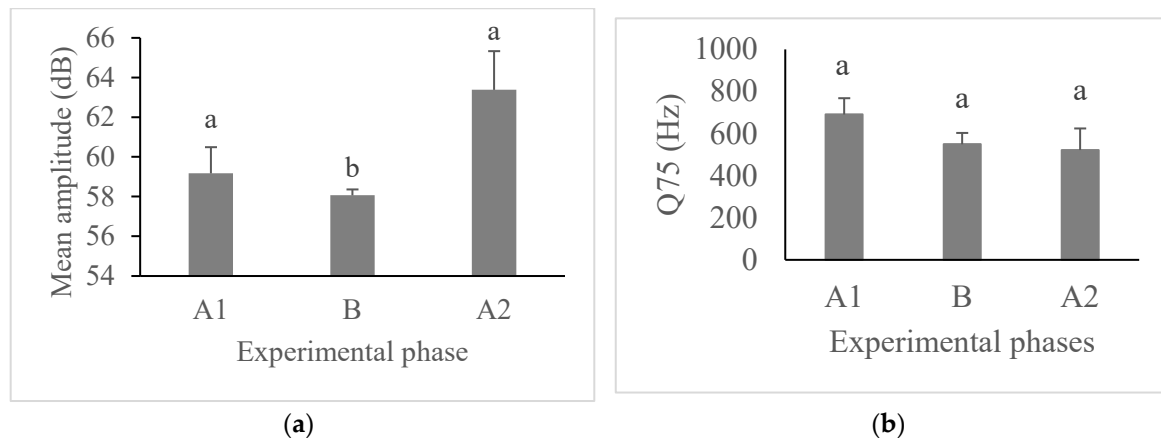 Mean amplitude (dB)
66
64
62
60
58
56
54
a
b
a
A1 B A2
Experimental phase
(a)
Q75 (Hz)
1000
800
600
400
200
0
a
a
a
A1 B A2
Experimental phases
(b)